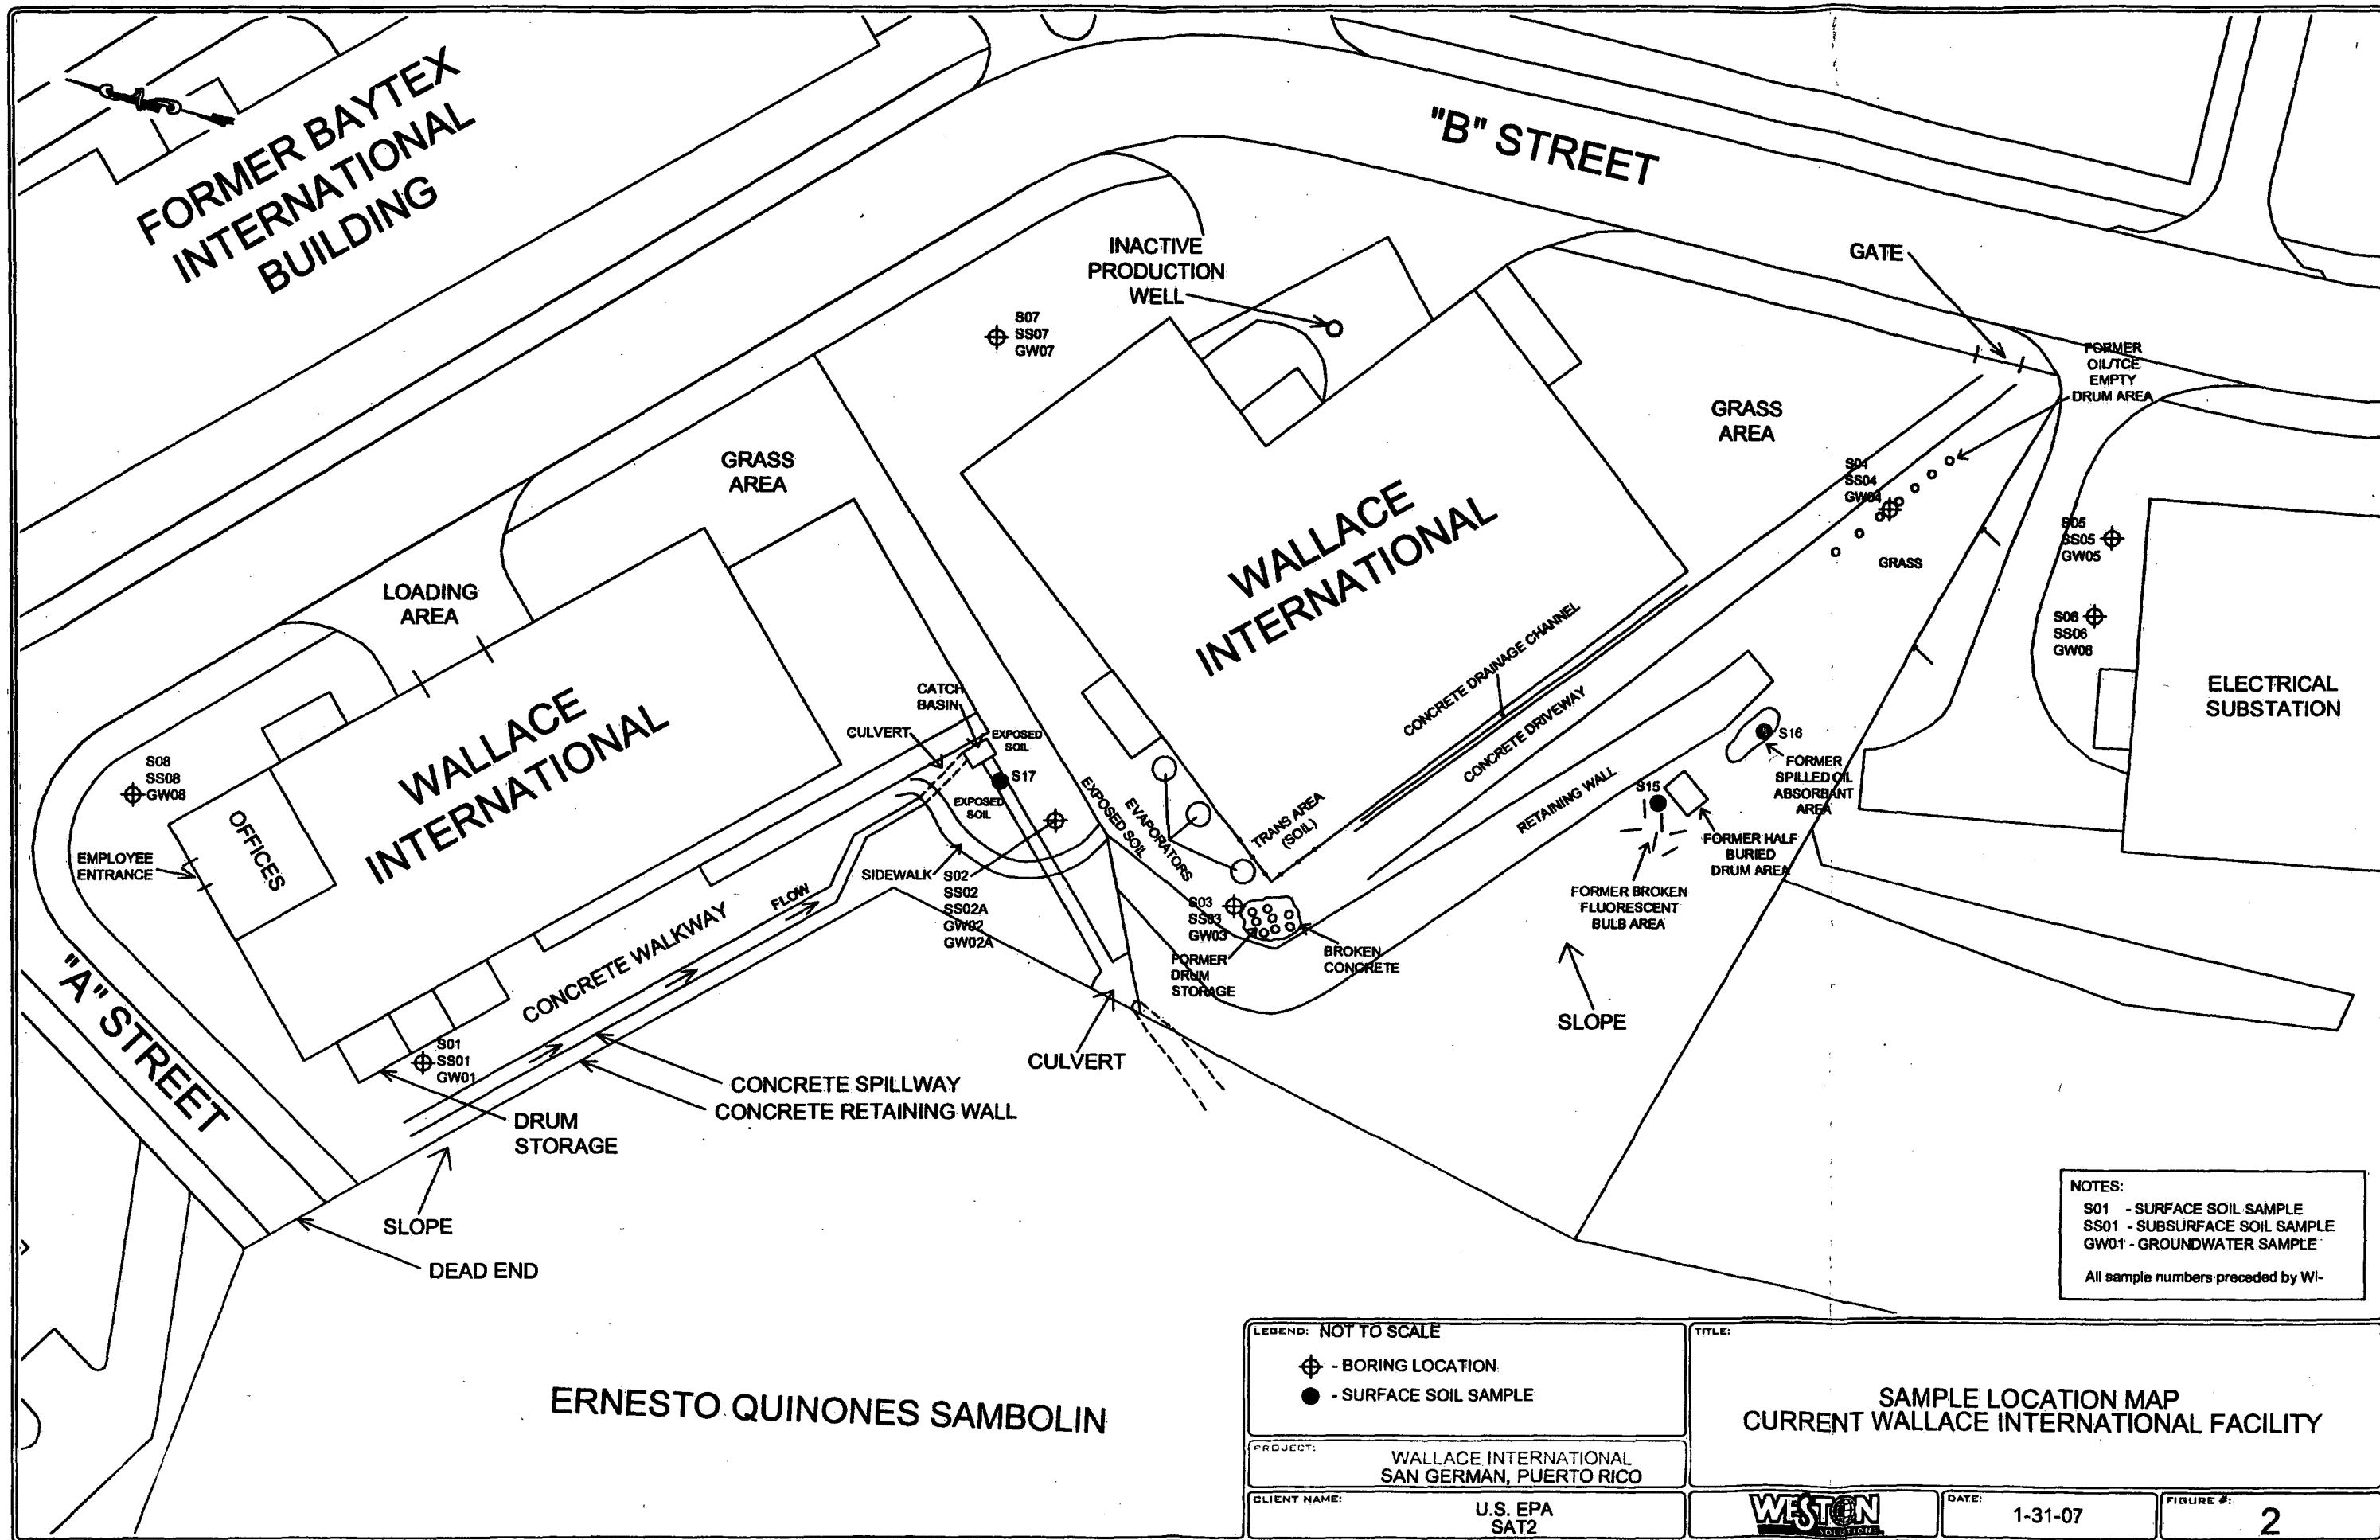 FORMER BAYTEX
INTERNATIONAL
BUILDING
"B" STREET
INACTIVE
PRODUCTION
WELL
GATE
S07
SS07
GW07
FORMER
OIL/TCE
EMPTY
DRUM AREA
GRASS
AREA
GRASS
AREA
S04
SS04
GW04
S05
SS05
GW05
GRASS
WALLACE
INTERNATIONAL
LOADING
AREA
S06
SS06
GW06
ELECTRICAL
SUBSTATION
CONCRETE DRAINAGE CHANNEL
CONCRETE DRIVEWAY
RETAINING WALL
CATCH
BASIN
CULVERT
EXPOSED
SOIL
S17
EXPOSED
SOIL
EXPOSED SOIL
EVAPORATORS
TRANS AREA
(SOIL)
S16
FORMER
SPILLED OIL
ABSORBANT
AREA
S15
FORMER HALF
BURIED
DRUM AREA
FORMER BROKEN
FLUORESCENT
BULB AREA
WALLACE
INTERNATIONAL
S08
SS08
GW08
OFFICES
EMPLOYEE
ENTRANCE
SIDEWALK
S02
SS02
SS02A
GW02
GW02A
S03
SS03
GW03
FORMER
DRUM
STORAGE
BROKEN
CONCRETE
FLOW
CONCRETE WALKWAY
"A" STREET
S01
SS01
GW01
SLOPE
CULVERT
CONCRETE SPILLWAY
CONCRETE RETAINING WALL
DRUM
STORAGE
SLOPE
DEAD END
NOTES:
S01 - SURFACE SOIL SAMPLE
SS01 - SUBSURFACE SOIL SAMPLE
GW01 - GROUNDWATER SAMPLE
All sample numbers preceded by WI-
ERNESTO QUINONES SAMBOLIN
LEGEND: NOT TO SCALE
- BORING LOCATION
- SURFACE SOIL SAMPLE
PROJECT:
WALLACE INTERNATIONAL
SAN GERMAN, PUERTO RICO
CLIENT NAME:
U.S. EPA
SAT2
TITLE:
SAMPLE LOCATION MAP
CURRENT WALLACE INTERNATIONAL FACILITY
WESTON
SOLUTIONS
DATE:
1-31-07
FIGURE #:
2